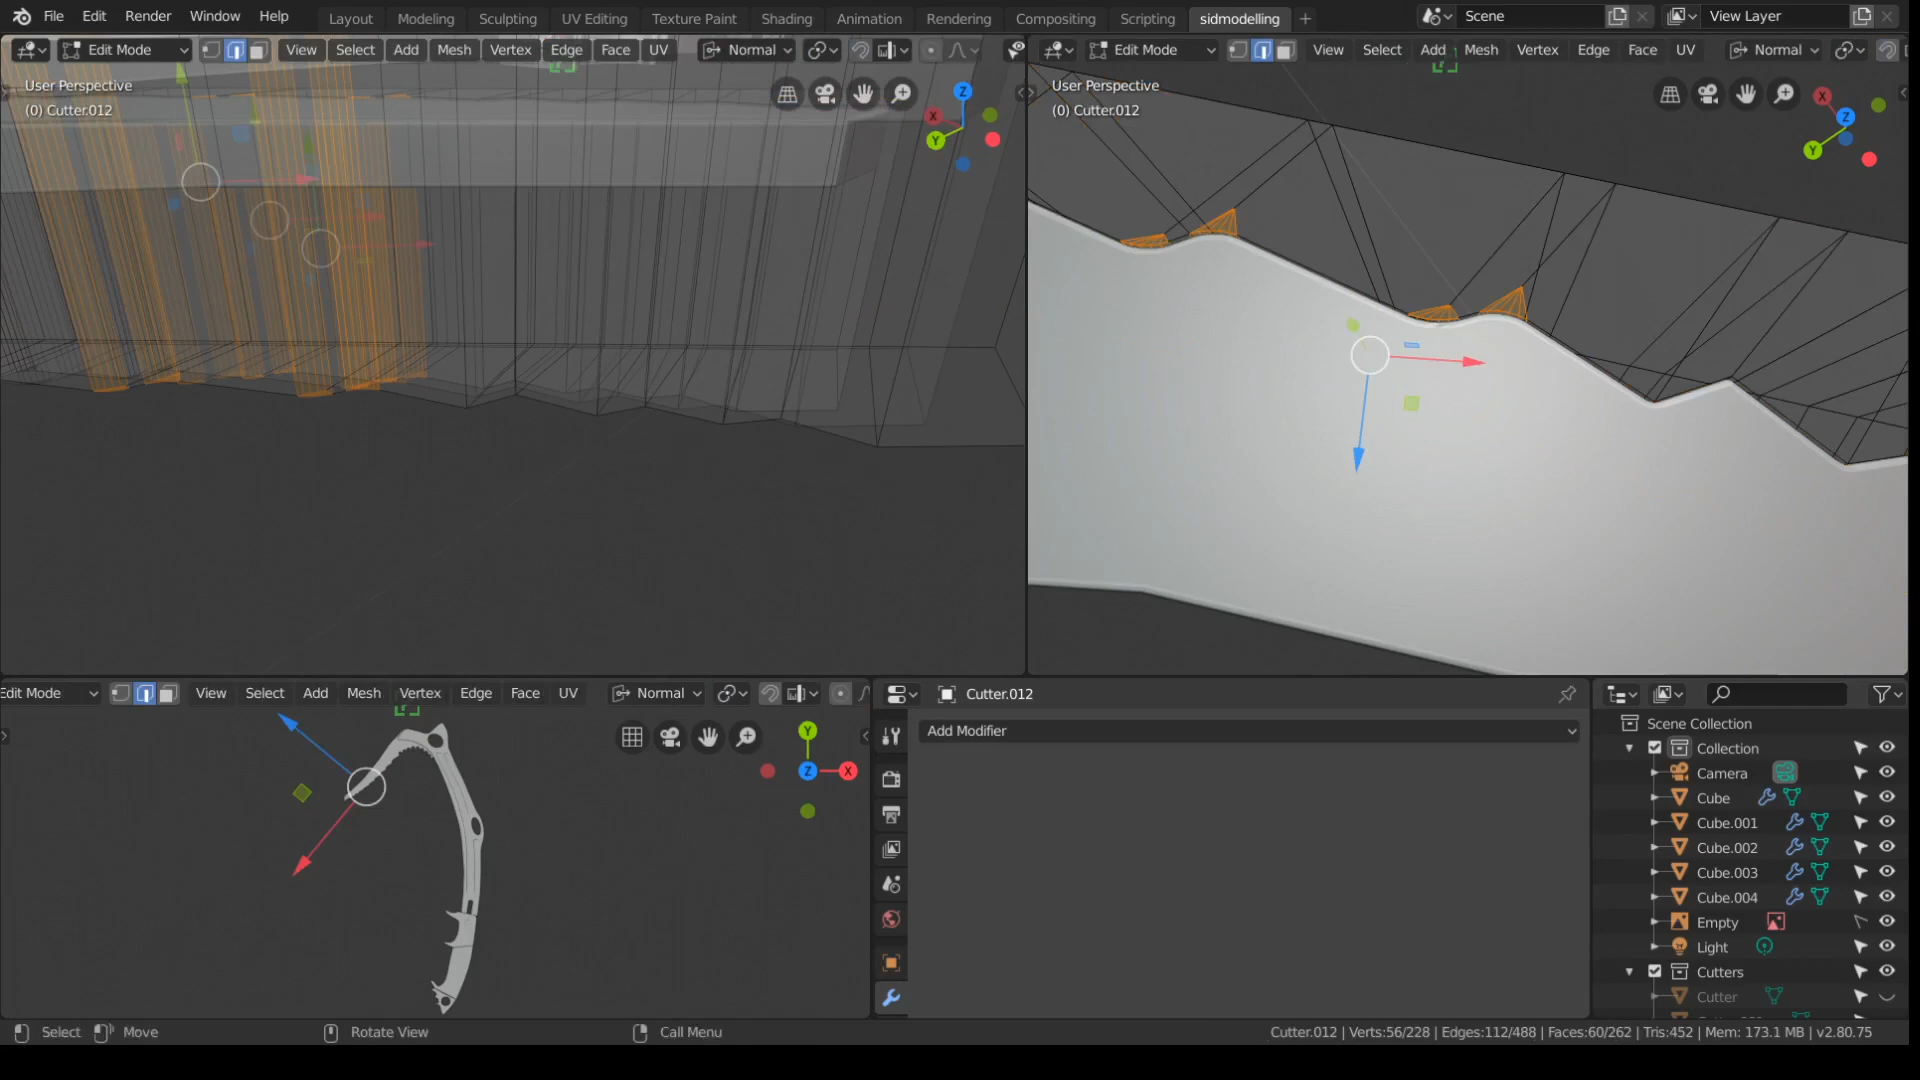 File Edit Render Window Help Layout Modeling Sculpting UV Editing Texture Paint Shading Animation Rendering Compositing Scripting sidmodelling + Scene View Layer
Edit Mode View Select Add Mesh Vertex Edge Face UV Normal
User Perspective
(0) Cutter.012
Z
X
Y
Edit Mode View Select Add Mesh Vertex Edge Face UV Normal
User Perspective
(0) Cutter.012
X
Z
Y
Edit Mode View Select Add Mesh Vertex Edge Face UV Normal
Y
Z X
Cutter.012
Add Modifier
Scene Collection
Collection
Camera
Cube
Cube.001
Cube.002
Cube.003
Cube.004
Empty
Light
Cutters
Cutter
Select Move Rotate View Call Menu Cutter.012 | Verts:56/228 | Edges:112/488 | Faces:60/262 | Tris:452 | Mem: 173.1 MB | v2.80.75